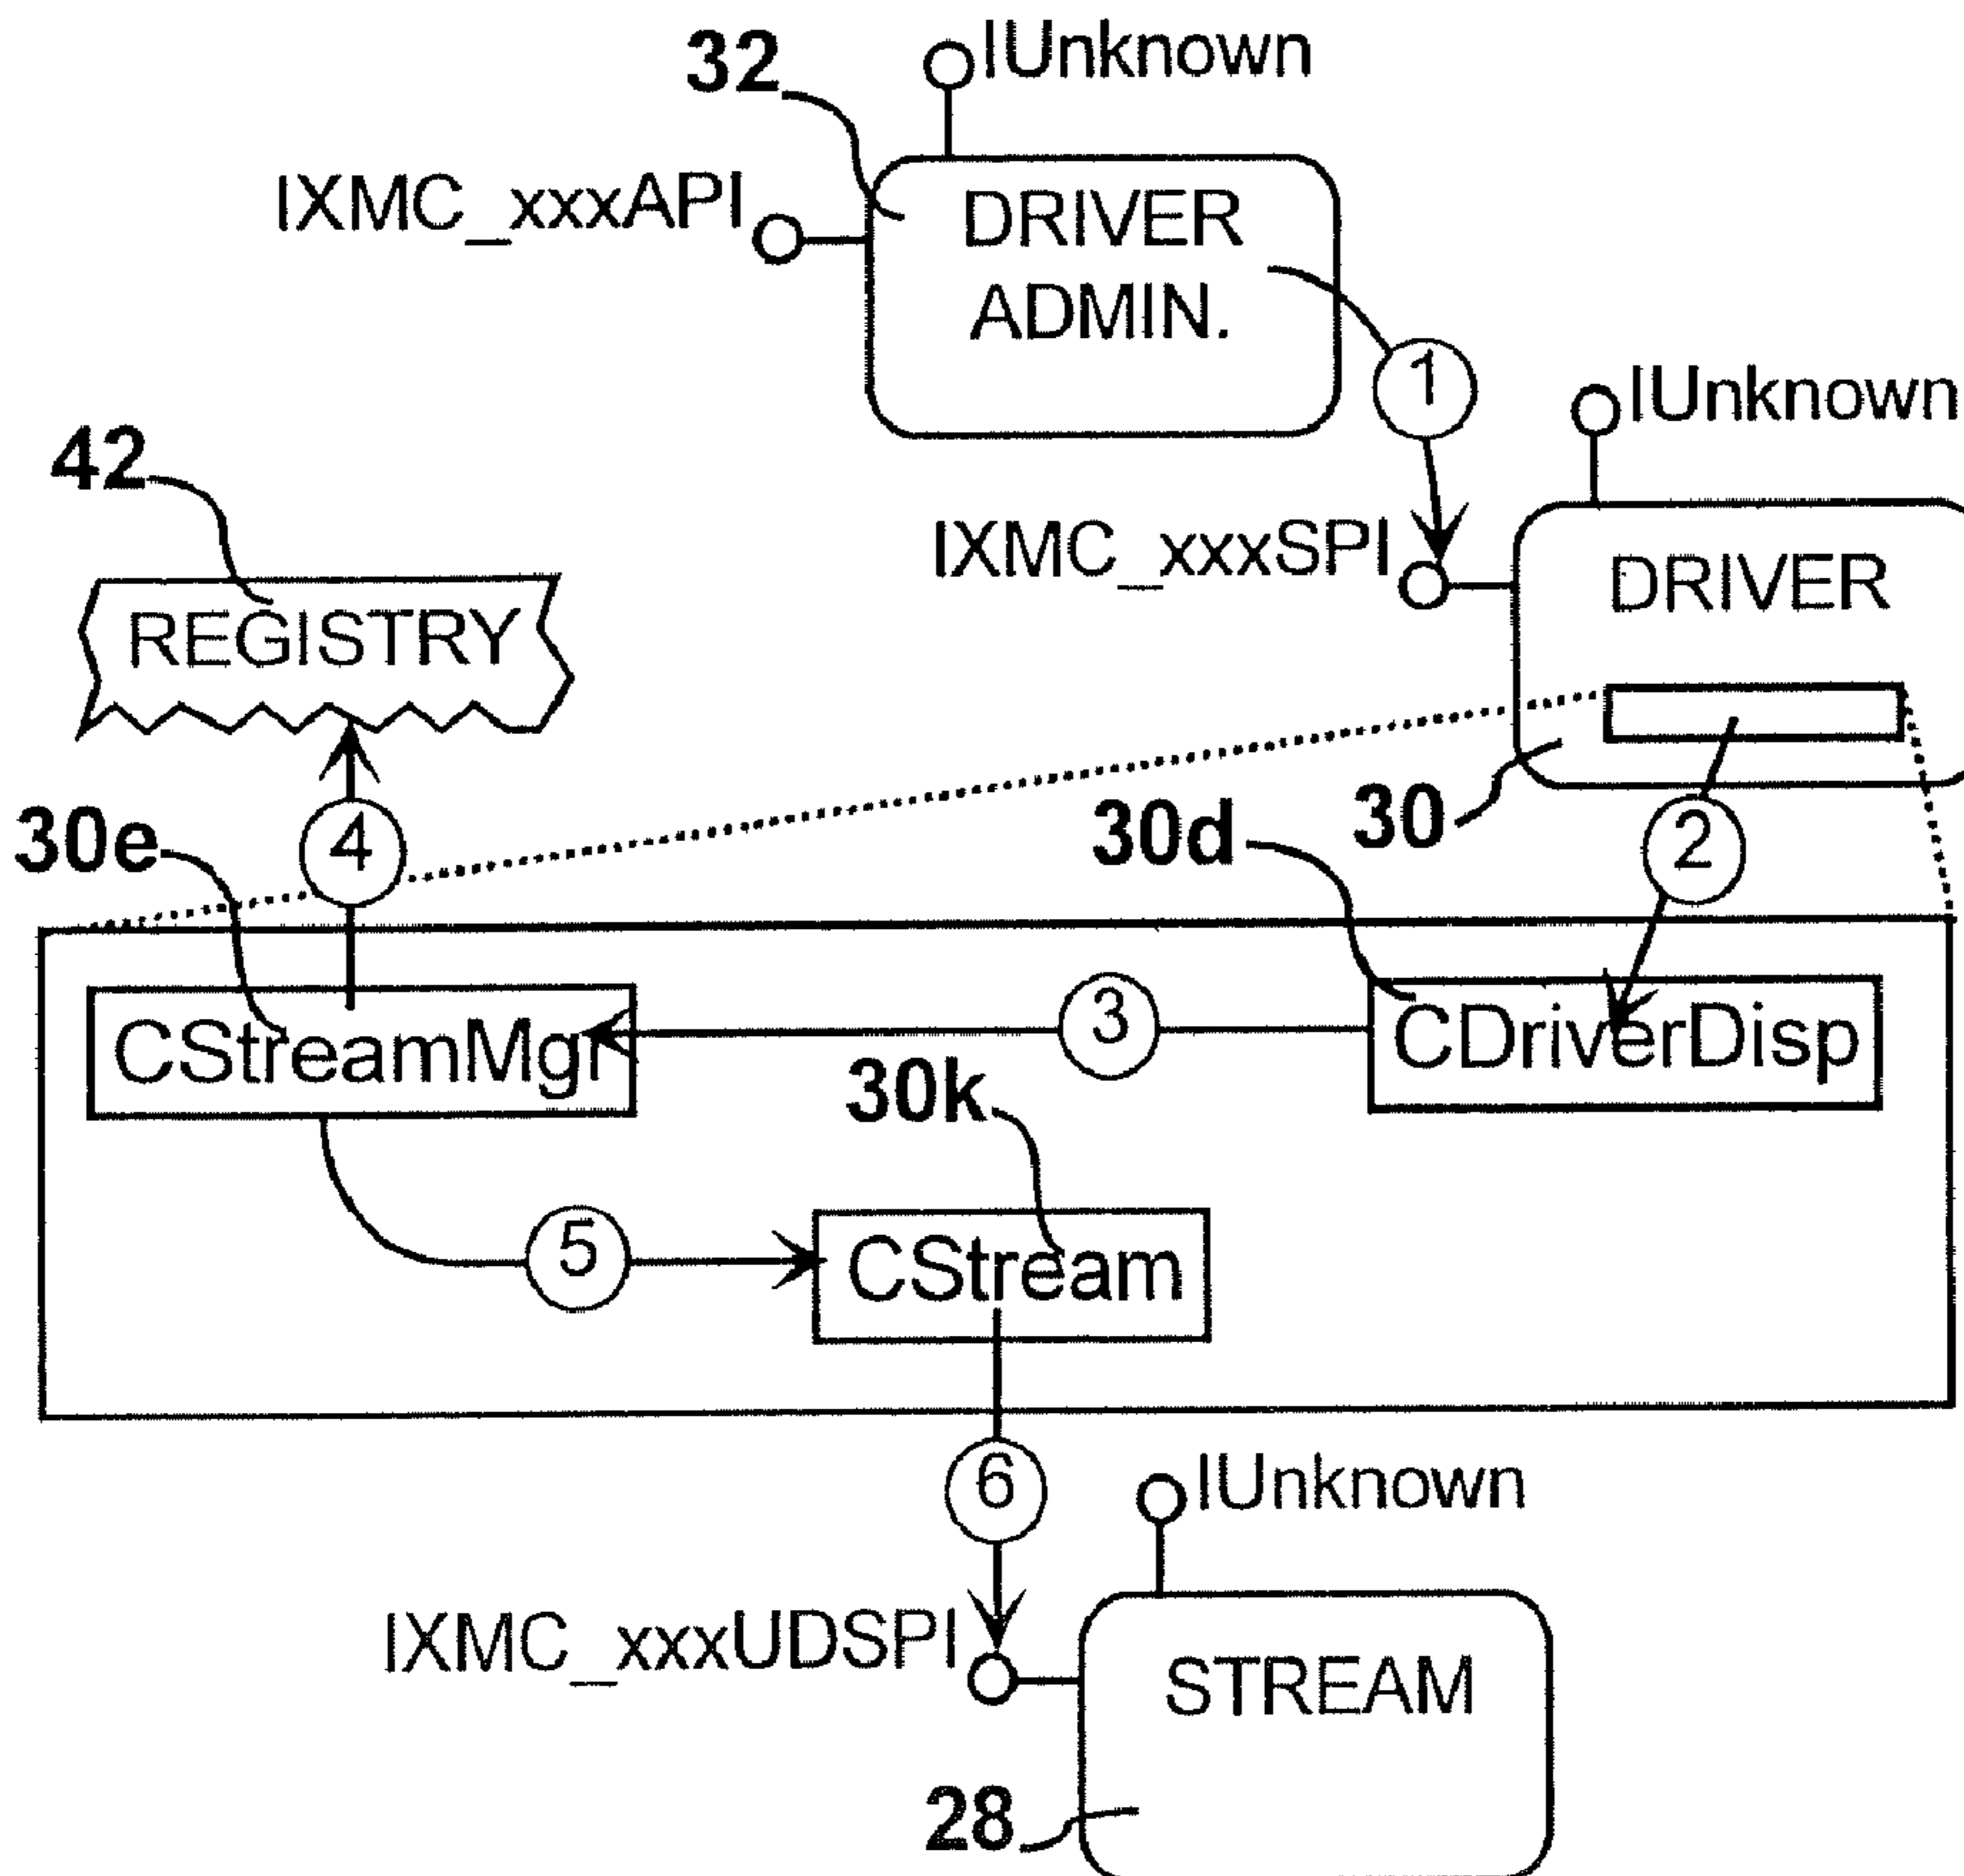 32
IUnknown
IXMC_xxxAPI
DRIVER
ADMIN.
1
IUnknown
42
IXMC_xxxSPI
DRIVER
REGISTRY
30e
4
30d
30
2
CStreamMgr
3
CDriverDisp
30k
5
CStream
6
IUnknown
IXMC_xxxUDSPI
STREAM
28